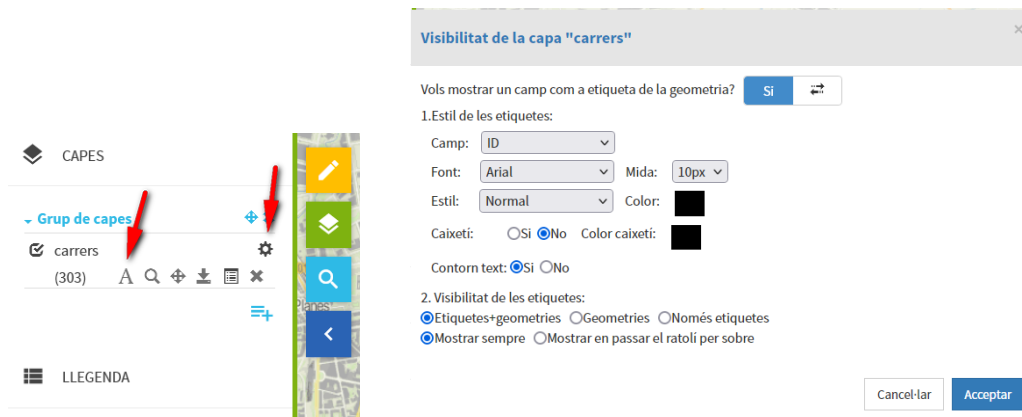 CAPES
Grup de capes
carrers
(303) A
LLEGENDA
Planes
Visibilitat de la capa "carrers"
×
Vols mostrar un camp com a etiqueta de la geometria? Si
1.Estil de les etiquetes:
Camp: ID
Font: Arial Mida: 10px
Estil: Normal Color:
Caixetí: Si No Color caixetí:
Contorn text: Si No
2. Visibilitat de les etiquetes:
Etiquetes+geometries Geometries Només etiquetes
Mostrar sempre Mostrar en passar el ratolí per sobre
Cancel·lar Acceptar